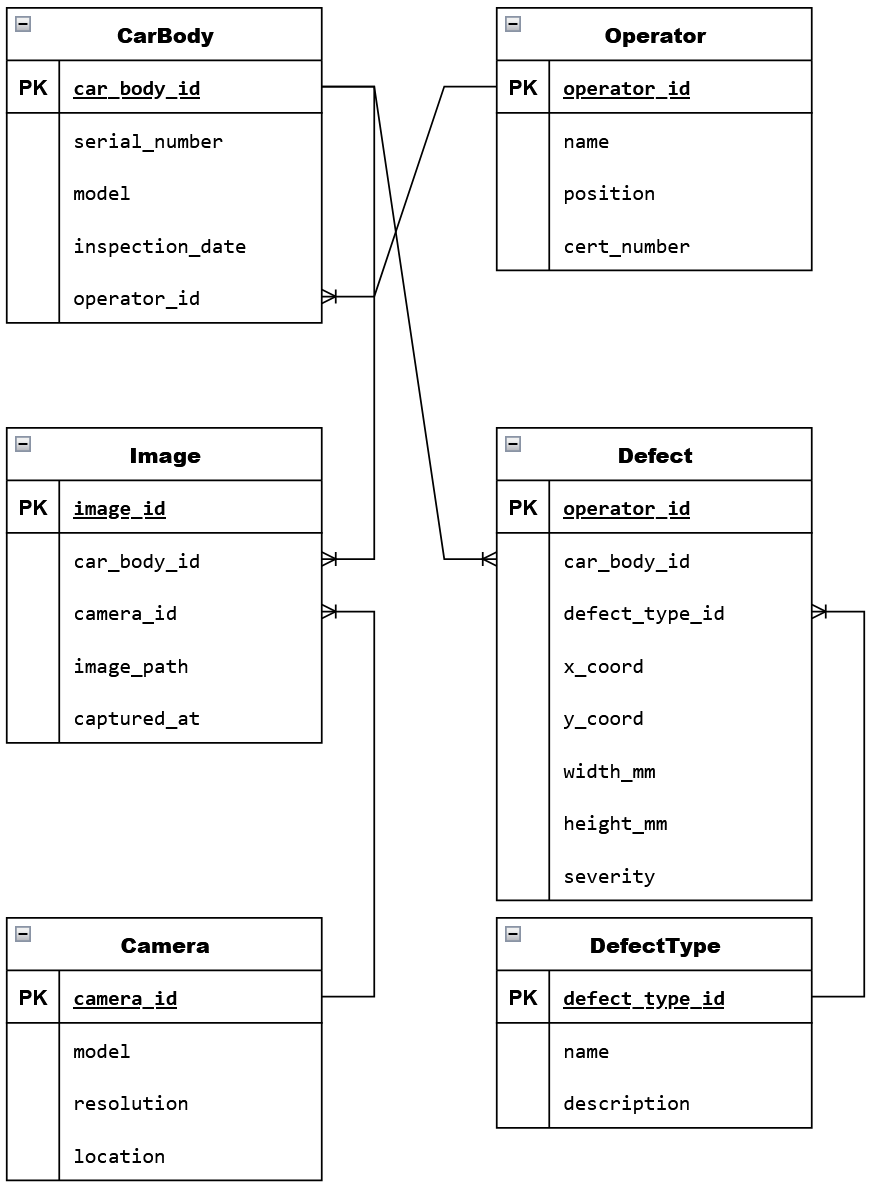 CarBody
PK car_body_id
serial_number
model
inspection_date
operator_id
Operator
PK operator_id
name
position
cert_number
Image
PK image_id
car_body_id
camera_id
image_path
captured_at
Defect
PK operator_id
car_body_id
defect_type_id
x_coord
y_coord
width_mm
height_mm
severity
Camera
PK camera_id
model
resolution
location
DefectType
PK defect_type_id
name
description